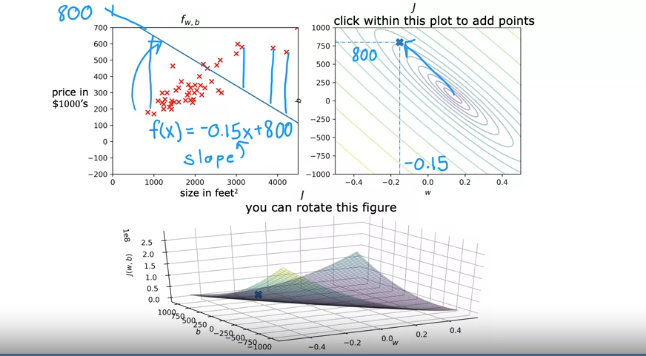 800
f_{w,b}
700
600
500
400
300
200
100
0
−100
−200
price in
$1000's
0 1000 2000 3000 4000
size in feet²
f(x) = -0.15x+800
slope
J
click within this plot to add points
1000
750
500
250
0
−250
−500
−750
−1000
b
800
-0.15
−0.4 −0.2 0.0 0.2 0.4
w
J
you can rotate this figure
1e8
2.5
2.0
1.5
1.0
0.5
0.0
J(w, b)
1000
750
500
250
0
−250
−500
−750
−1000
b
−0.4 −0.2 0.0 0.2 0.4
w